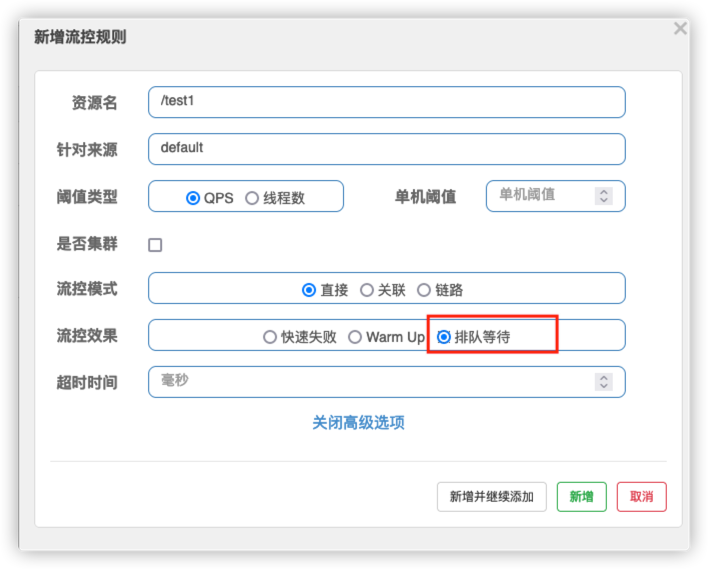 新增流控规则
资源名 /test1
针对来源 default
阈值类型 QPS 线程数 单机阈值 单机阈值
是否集群
流控模式 直接 关联 链路
流控效果 快速失败 Warm Up 排队等待
超时时间 毫秒
关闭高级选项
新增并继续添加 新增 取消